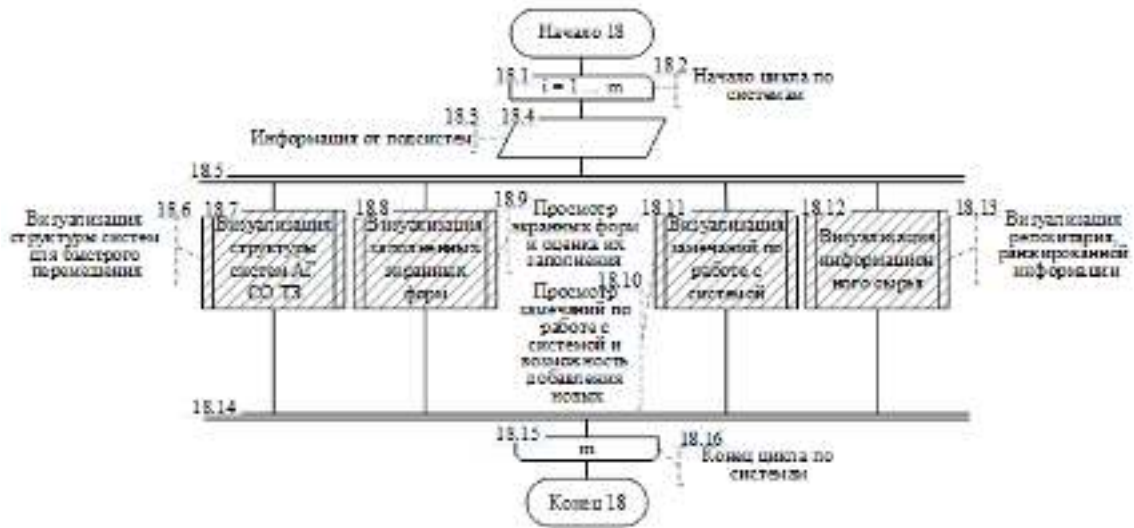 Начало 18
18.1
i = 1 ... m
18.2
Начало цикла по
системам
18.3
Информация от подсистем
18.4
18.5
18.6
Визуализация
структуры систем
для быстрого
перемещения
18.7
Визуализация
структуры
систем АГ
СО ТЗ
18.8
Визуализация
заполненных
экранных
форм
18.9
Просмотр
экранных форм
и оценка их
заполнения
18.10
Просмотр
замечаний по
работе с
системой и
возможность
добавления
новых
18.11
Визуализация
замечаний по
работе с
системой
18.12
Визуализация
информацион
ного сырья
18.13
Визуализация
репозитария,
ранжированной
информации
18.14
18.15
m
18.16
Конец цикла по
системам
Конец 18